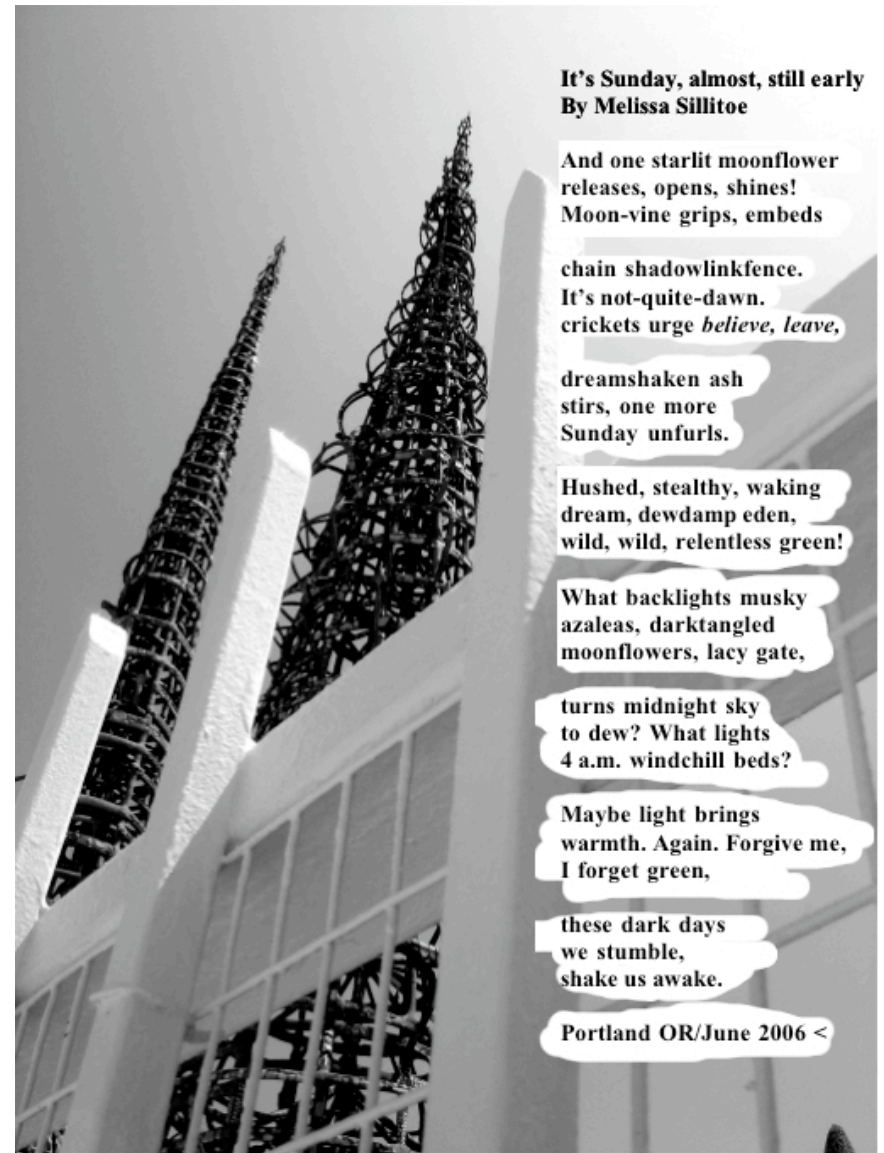 It’s Sunday, almost, still early
By Melissa Sillitoe
And one starlit moonflower
releases, opens, shines!
Moon-vine grips, embeds
chain shadowlinkfence.
It’s not-quite-dawn.
crickets urge believe, leave,
dreamshaken ash
stirs, one more
Sunday unfurls.
Hushed, stealthy, waking
dream, dewdamp eden,
wild, wild, relentless green!
What backlights musky
azaleas, darktangled
moonflowers, lacy gate,
turns midnight sky
to dew? What lights
4 a.m. windchill beds?
Maybe light brings
warmth. Again. Forgive me,
I forget green,
these dark days
we stumble,
shake us awake.
Portland OR/June 2006 <